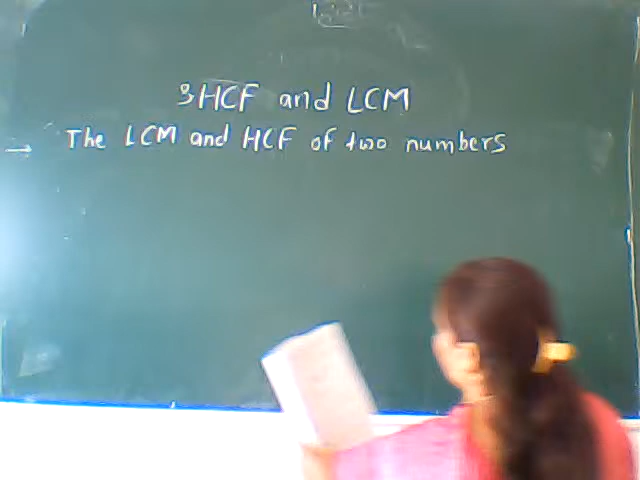 3 HCF and LCM
→ The LCM and HCF of two numbers